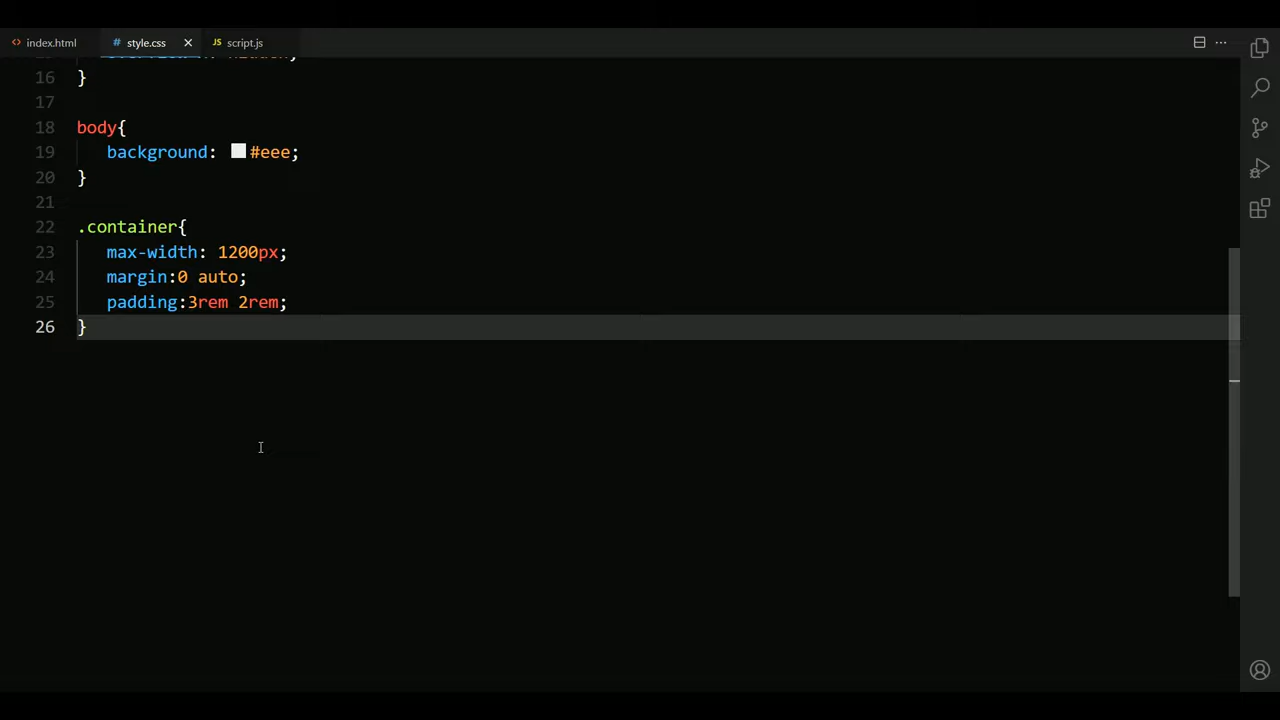 index.html
# style.css
JS script.js
16 }
17
18 body{
19 background: #eee;
20 }
21
22 .container{
23 max-width: 1200px;
24 margin:0 auto;
25 padding:3rem 2rem;
26 }